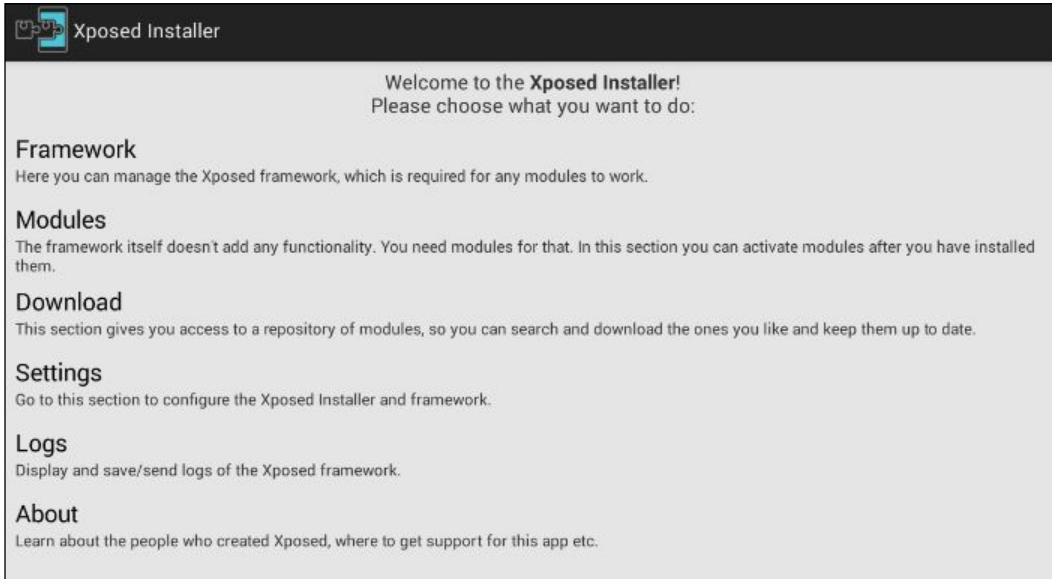 Xposed Installer
Welcome to the Xposed Installer!
Please choose what you want to do:
Framework
Here you can manage the Xposed framework, which is required for any modules to work.
Modules
The framework itself doesn't add any functionality. You need modules for that. In this section you can activate modules after you have installed
them.
Download
This section gives you access to a repository of modules, so you can search and download the ones you like and keep them up to date.
Settings
Go to this section to configure the Xposed Installer and framework.
Logs
Display and save/send logs of the Xposed framework.
About
Learn about the people who created Xposed, where to get support for this app etc.